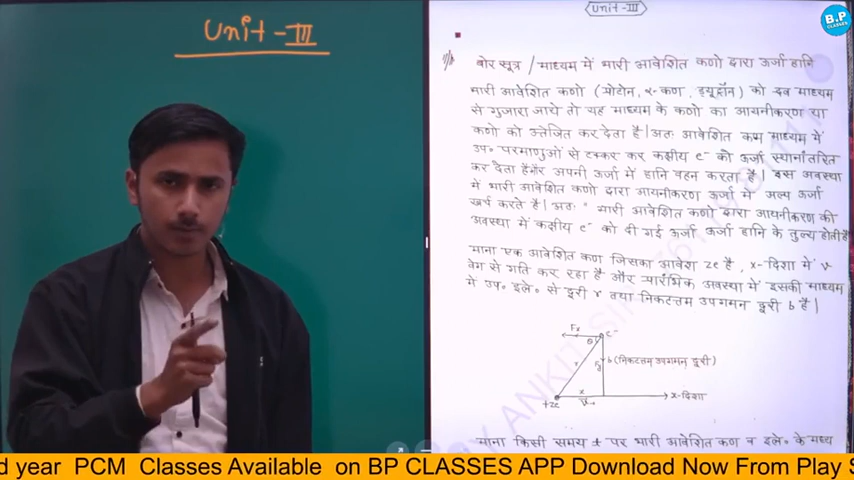 Unit - III
Unit - III
B.P
CLASSES
बोर सूत्र / माध्यम में भारी आवेशित कणो द्वारा ऊर्जा हानि
भारी आवेशित कणो (प्रोटोन, α-कण, ड्यूट्रॉन) को द्रव माध्यम
से गुजारा जाये तो यह माध्यम के कणो का आयनीकरण या
कणो को उत्तेजित कर देता है। अतः आवेशित कण माध्यम में
उप॰ परमाणुओं से टक्कर कर कक्षीय e⁻ को ऊर्जा स्थानांतरित
कर देता है और अपनी ऊर्जा में हानि वहन करता है। इस अवस्था
में भारी आवेशित कणो द्वारा आयनीकरण ऊर्जा में अल्प ऊर्जा
खर्च करते है। अतः भारी आवेशित कणो द्वारा आयनीकरण की
अवस्था में कक्षीय e⁻ को दी गई ऊर्जा ऊर्जा हानि के तुल्य होती है
माना एक आवेशित कण जिसका आवेश ze है, x-दिशा में v
वेग से गति कर रहा है और प्रारंभिक अवस्था में इसकी माध्यम
में उप॰ इले॰ से दूरी r तथा निकटतम उपगमन दूरी b है।
Fx
e⁻
θ
r
Fy
b (निकटतम उपगमन दूरी)
x
+ze
v
x-दिशा
माना किसी समय t पर भारी आवेशित कण व इले॰ के मध्य
d year PCM Classes Available on BP CLASSES APP Download Now From Play S